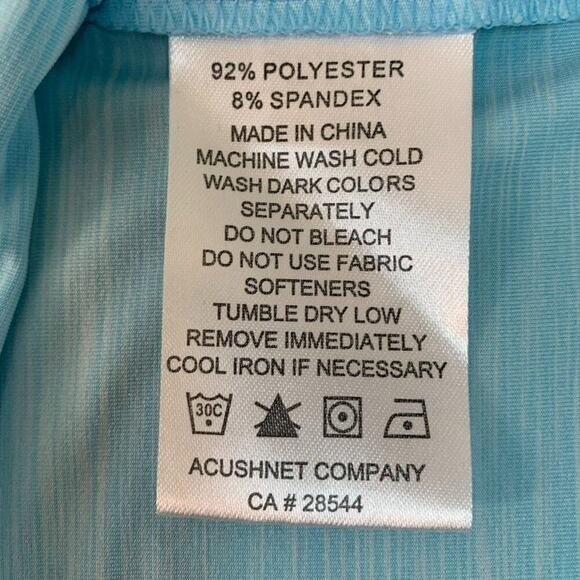 92% POLYESTER
8% SPANDEX
MADE IN CHINA
MACHINE WASH COLD
WASH DARK COLORS
SEPARATELY
DO NOT BLEACH
DO NOT USE FABRIC
SOFTENERS
TUMBLE DRY LOW
REMOVE IMMEDIATELY
COOL IRON IF NECESSARY
30C
ACUSHNET COMPANY
CA # 28544